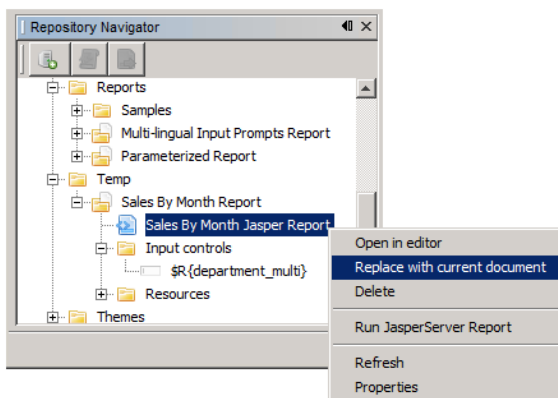 Repository Navigator
Reports
Samples
Multi-lingual Input Prompts Report
Parameterized Report
Temp
Sales By Month Report
Sales By Month Jasper Report
Input controls
$R{department_multi}
Resources
Themes
Open in editor
Replace with current document
Delete
Run JasperServer Report
Refresh
Properties